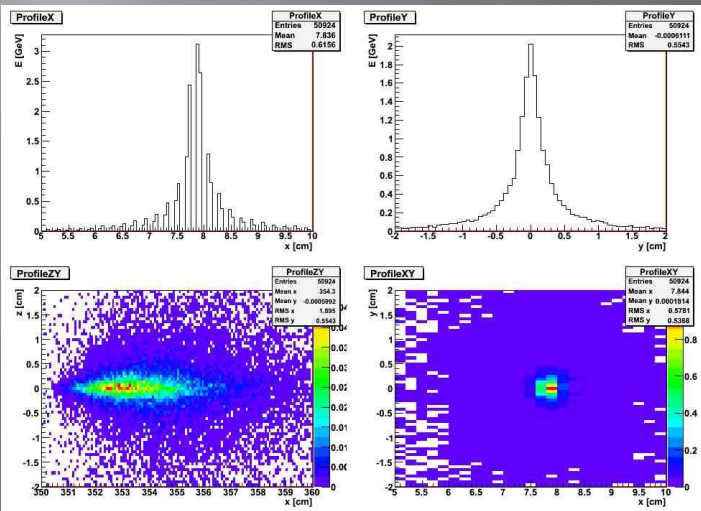 ProfileX
ProfileX
Entries 50924
Mean 7.836
RMS 0.6156
E [GeV]
3
2.5
2
1.5
1
0.5
0
5 5.5 6 6.5 7 7.5 8 8.5 9 9.5 10
x [cm]
ProfileY
ProfileY
Entries 50924
Mean -0.0006111
RMS 0.5543
E [GeV]
2
1.8
1.6
1.4
1.2
1
0.8
0.6
0.4
0.2
0
-2 -1.5 -1 -0.5 0 0.5 1 1.5 2
y [cm]
ProfileZY
ProfileZY
Entries 50924
Mean x 354.3
Mean y -0.0005992
RMS x 1.895
RMS y 0.5543
z [cm]
2
1.5
1
0.5
0
-0.5
-1
-1.5
-2
350 351 352 353 354 355 356 357 358 359 360
x [cm]
0.02
0.01
0
ProfileXY
ProfileXY
Entries 50924
Mean x 7.844
Mean y 0.0001814
RMS x 0.5781
RMS y 0.5368
y [cm]
2
1.5
1
0.5
0
-0.5
-1
-1.5
-2
5 5.5 6 6.5 7 7.5 8 8.5 9 9.5 10
x [cm]
0.8
0.6
0.4
0.2
0